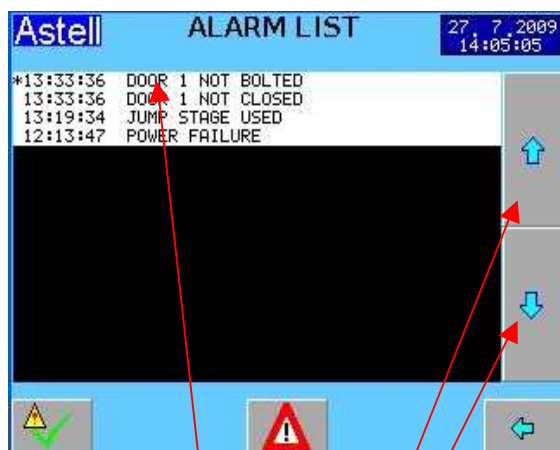 Astell ALARM LIST 27. 7.2009
14:05:05
*13:33:36 DOOR 1 NOT BOLTED
13:33:36 DOOR 1 NOT CLOSED
13:19:34 JUMP STAGE USED
12:13:47 POWER FAILURE